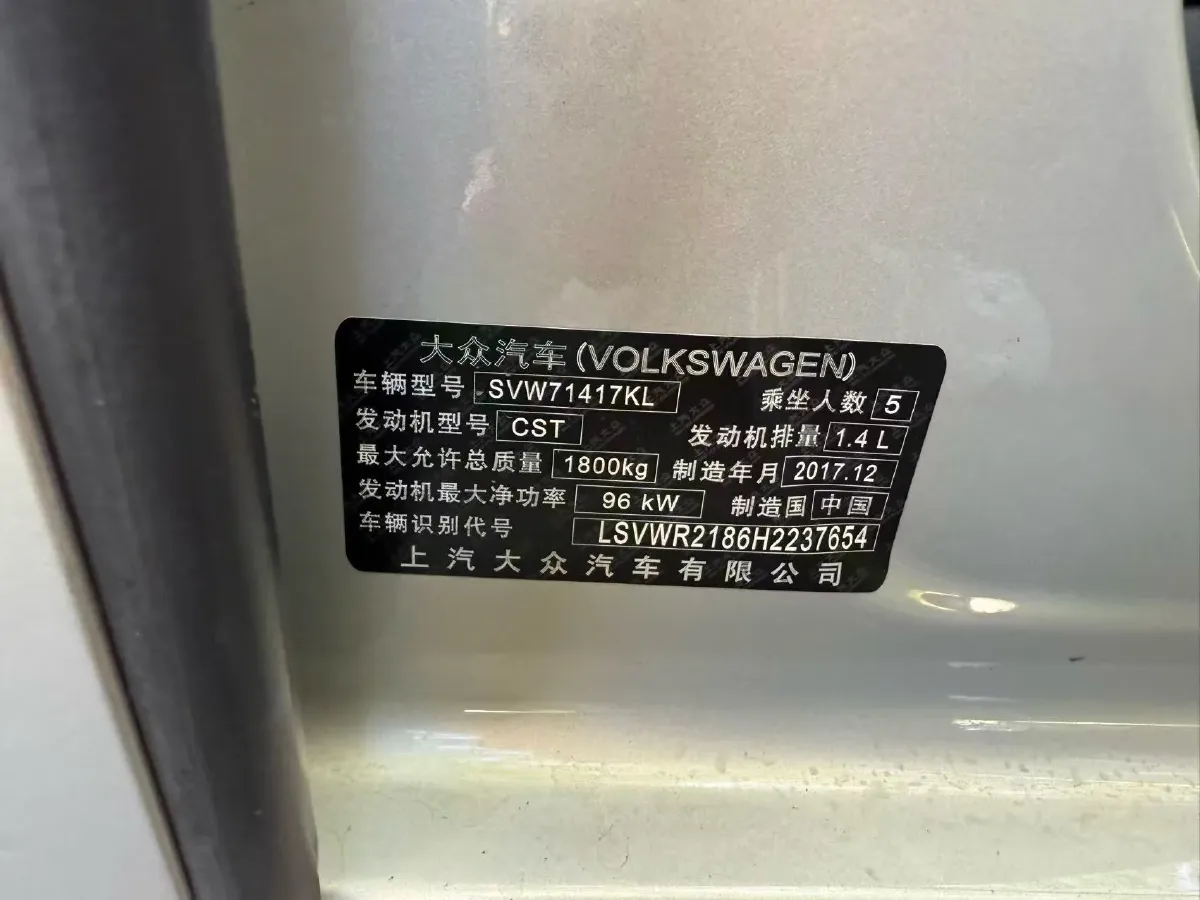 大众汽车(VOLKSWAGEN)
车辆型号 SVW71417KL 乘坐人数 5
发动机型号 CST 发动机排量 1.4 L
最大允许总质量 1800kg 制造年月 2017.12
发动机最大净功率 96 kW 制造国 中国
车辆识别代号 LSVWR2186H2237654
上汽大众汽车有限公司